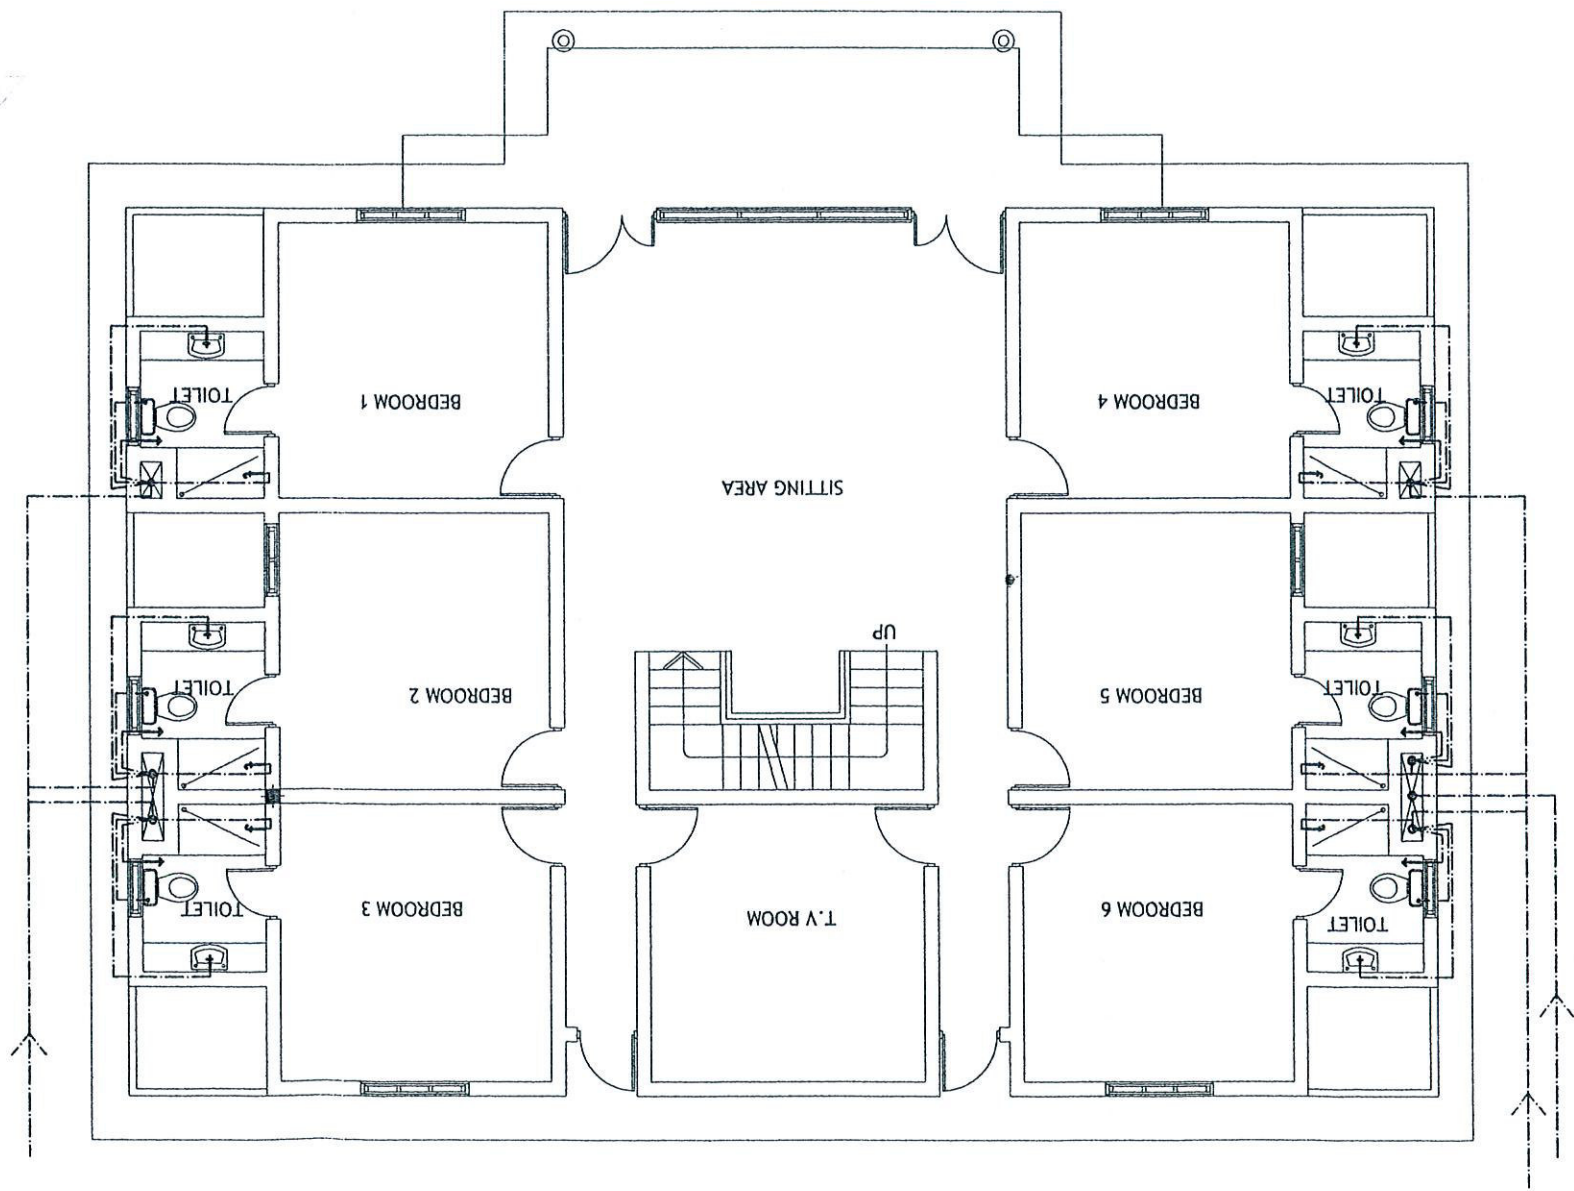 BEDROOM 6
T.V ROOM
BEDROOM 3
TOILET
TOILET
BEDROOM 5
BEDROOM 2
TOILET
TOILET
UP
SITTING AREA
BEDROOM 4
BEDROOM 1
TOILET
TOILET